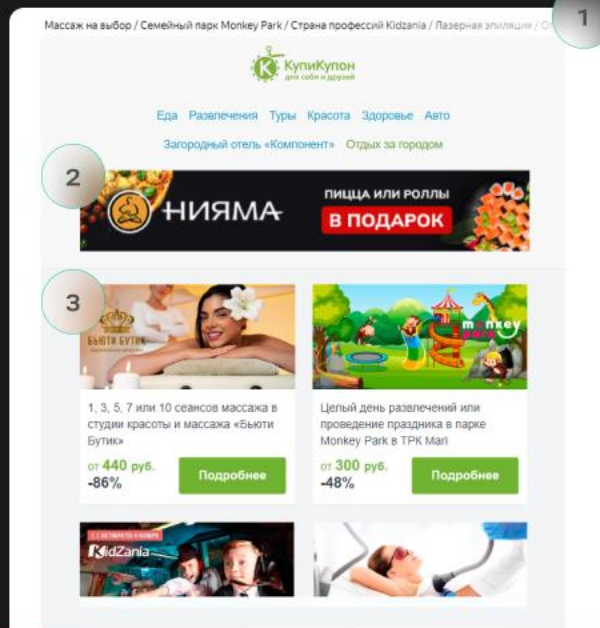 Массаж на выбор / Семейный парк Monkey Park / Страна профессий Kidzania / Лазерная эпиляция /
1
КупиКупон
для себя и друзей
Еда Развлечения Туры Красота Здоровье Авто
Загородный отель «Компонент» Отдых за городом
2
НИЯМА
ПИЦЦА ИЛИ РОЛЛЫ
В ПОДАРОК
3
БЬЮТИ БУТИК
monkey
park
1, 3, 5, 7 или 10 сеансов массажа в
студии красоты и массажа «Бьюти
Бутик»
от 440 руб.
-86%
Подробнее
Целый день развлечений или
проведение праздника в парке
Monkey Park в ТРК Mari
от 300 руб.
-48%
Подробнее
KidZania